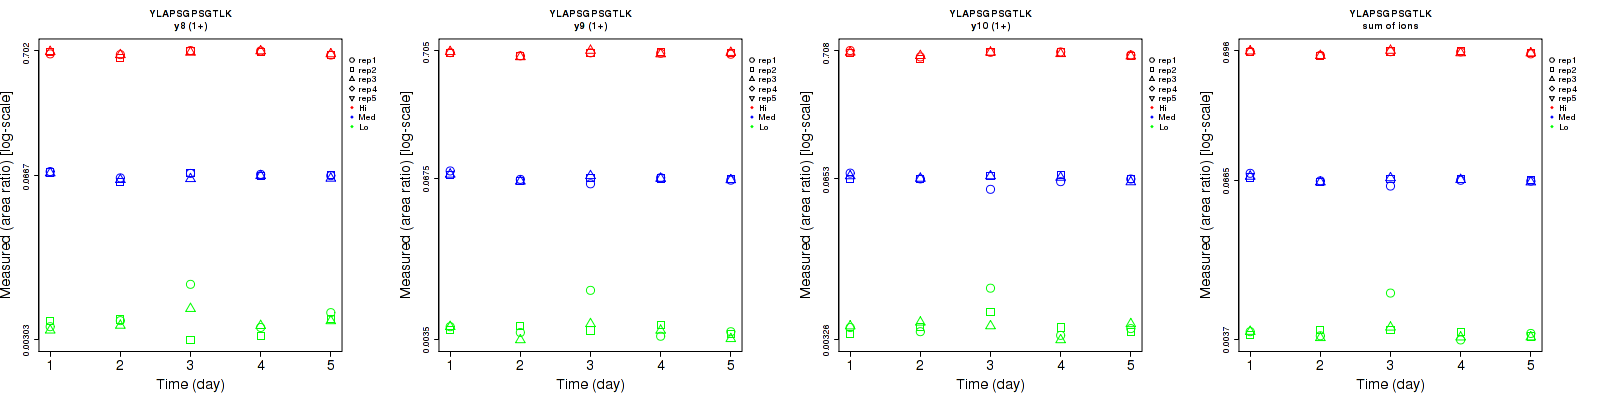 YLAPSGPSGTLK
y8 (1+)
Measured (area ratio) [log-scale]
0.702
0.0667
0.00303
1 2 3 4 5
Time (day)
rep1
rep2
rep3
rep4
rep5
Hi
Med
Lo
YLAPSGPSGTLK
y9 (1+)
Measured (area ratio) [log-scale]
0.705
0.0675
0.0035
1 2 3 4 5
Time (day)
rep1
rep2
rep3
rep4
rep5
Hi
Med
Lo
YLAPSGPSGTLK
y10 (1+)
Measured (area ratio) [log-scale]
0.708
0.0653
0.00326
1 2 3 4 5
Time (day)
rep1
rep2
rep3
rep4
rep5
Hi
Med
Lo
YLAPSGPSGTLK
sum of ions
Measured (area ratio) [log-scale]
0.0665
0.0037
1 2 3 4 5
Time (day)
rep1
rep2
rep3
rep4
rep5
Hi
Med
Lo